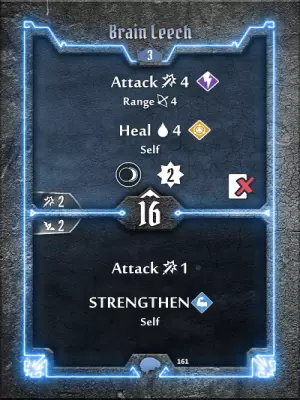 Brain Leech
3
Attack 4
Range 4
Heal 4
Self
2
2
2
16
Attack 1
STRENGTHEN
Self
161